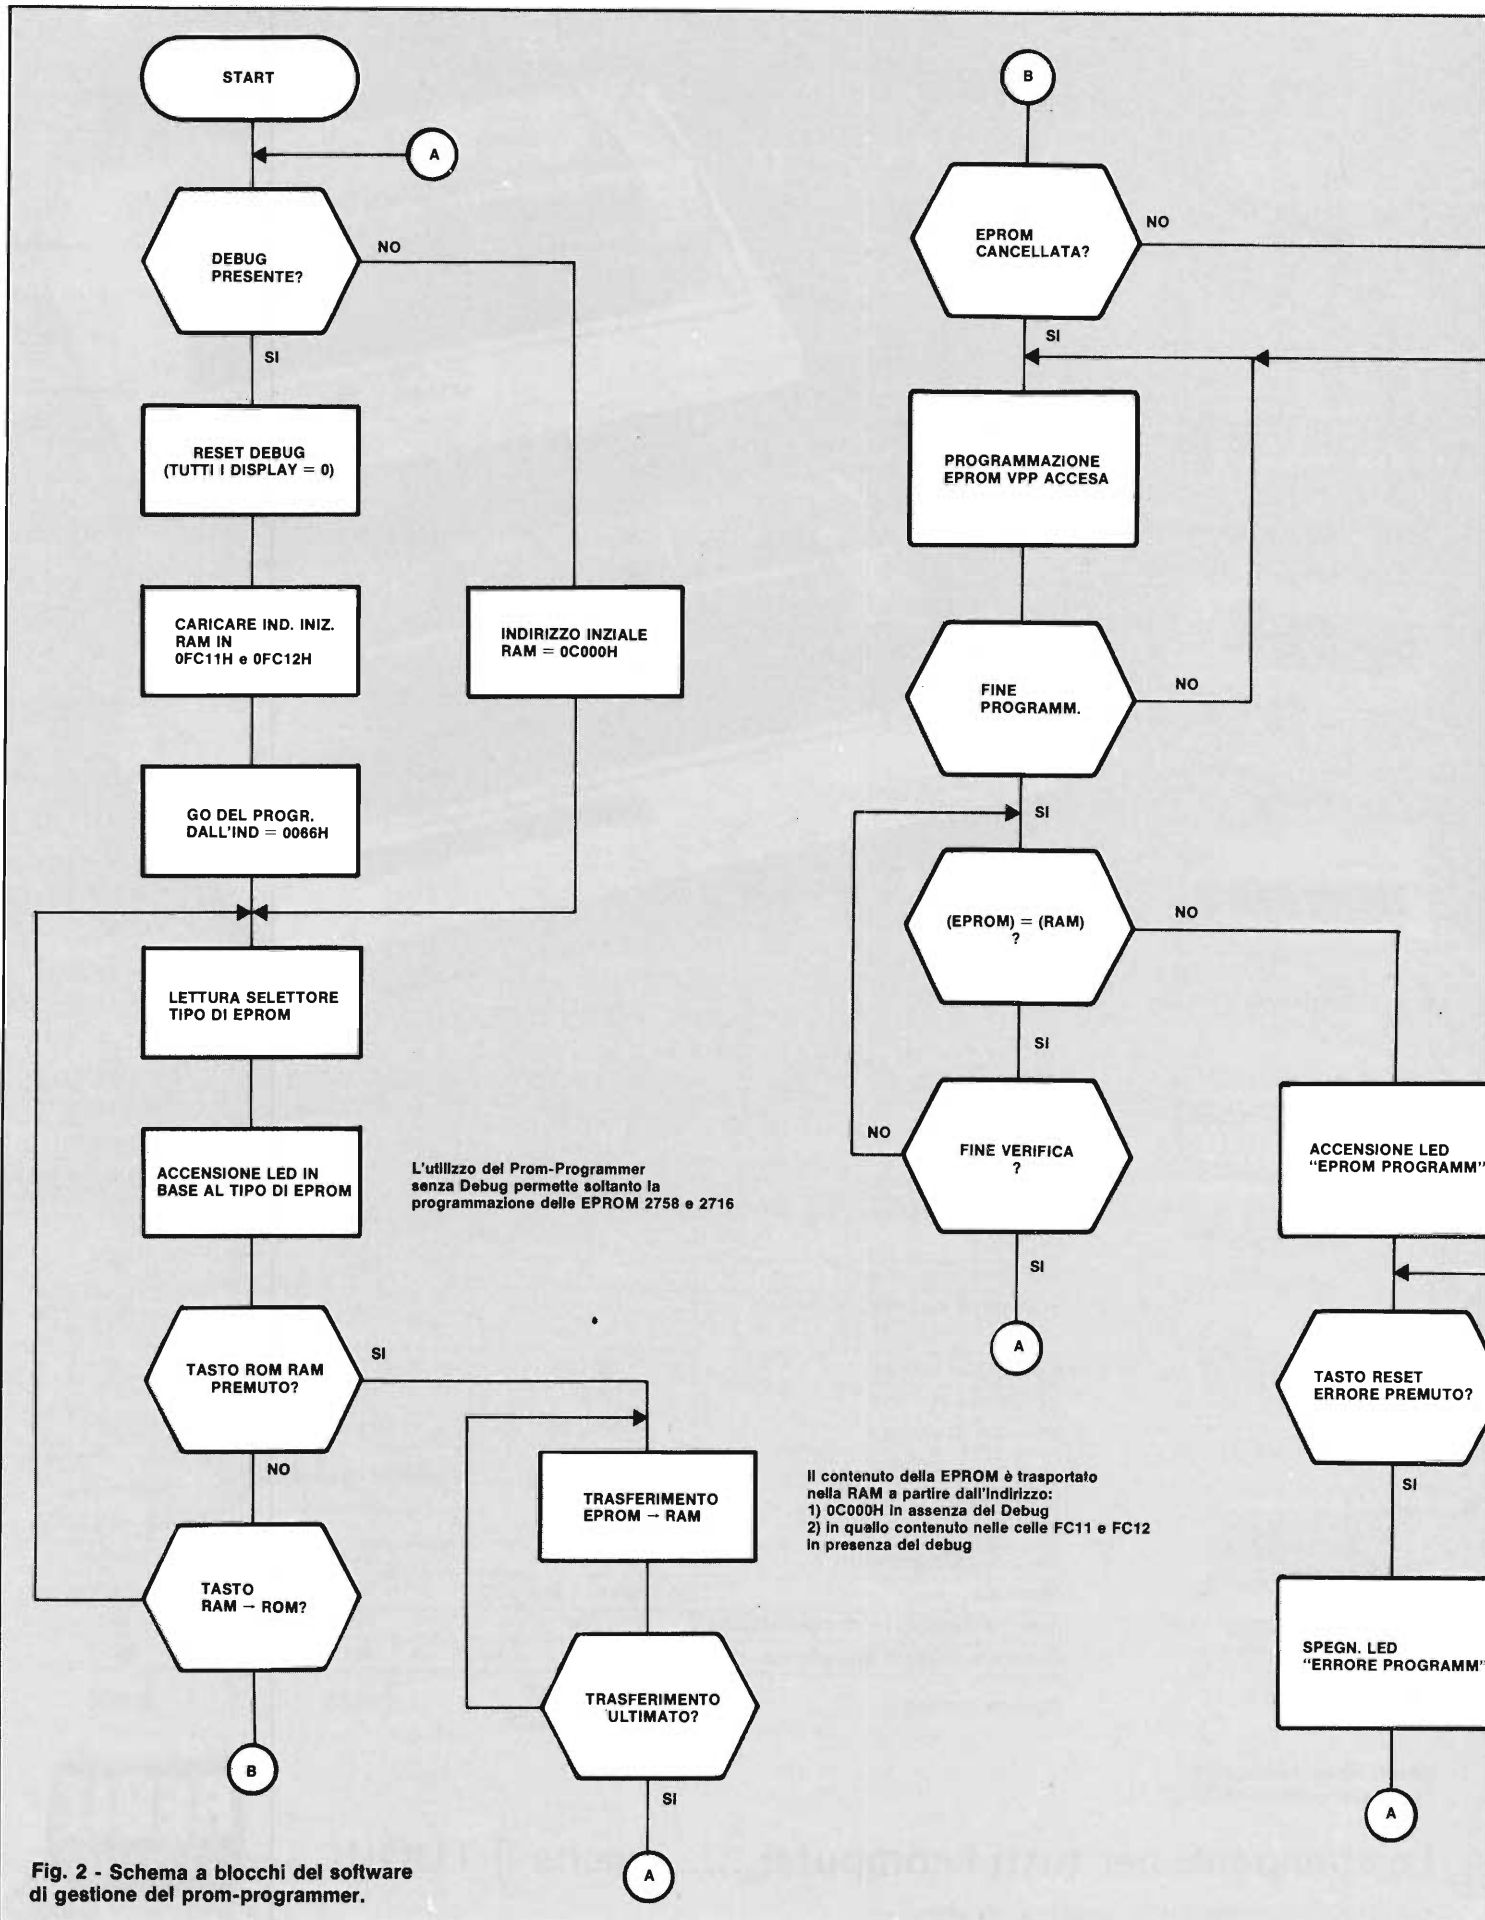 START
A
DEBUG
PRESENTE?
NO
SI
RESET DEBUG
(TUTTI I DISPLAY = 0)
CARICARE IND. INIZ.
RAM IN
0FC11H e 0FC12H
INDIRIZZO INZIALE
RAM = 0C000H
GO DEL PROGR.
DALL'IND = 0066H
LETTURA SELETTORE
TIPO DI EPROM
ACCENSIONE LED IN
BASE AL TIPO DI EPROM
L'utilizzo del Prom-Programmer
senza Debug permette soltanto la
programmazione delle EPROM 2758 e 2716
TASTO ROM RAM
PREMUTO?
SI
NO
TRASFERIMENTO
EPROM → RAM
TASTO
RAM → ROM?
TRASFERIMENTO
ULTIMATO?
SI
B
A
B
EPROM
CANCELLATA?
NO
SI
PROGRAMMAZIONE
EPROM VPP ACCESA
FINE
PROGRAMM.
NO
SI
(EPROM) = (RAM)
?
NO
SI
FINE VERIFICA
?
NO
SI
A
ACCENSIONE LED
"EPROM PROGRAMM"
TASTO RESET
ERRORE PREMUTO?
SI
SPEGN. LED
"ERRORE PROGRAMM"
A
Il contenuto della EPROM è trasportato
nella RAM a partire dall'indirizzo:
1) 0C000H in assenza del Debug
2) in quello contenuto nelle celle FC11 e FC12
in presenza del debug
Fig. 2 - Schema a blocchi del software
di gestione del prom-programmer.